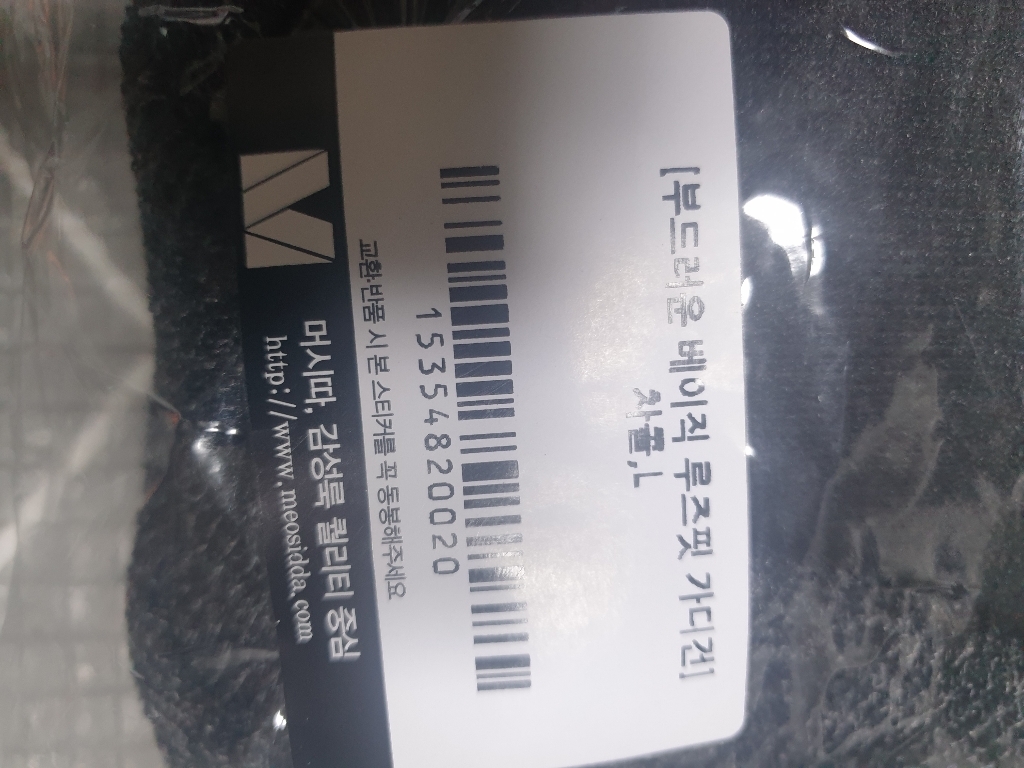 [부드러운 베이직 루즈핏 가디건]
차콜,L
153548200020
교환반품 시 본 스티커를 꼭 동봉해주세요
머시따, 감성룩 퀄리티 중심
http://www.meosidda.com